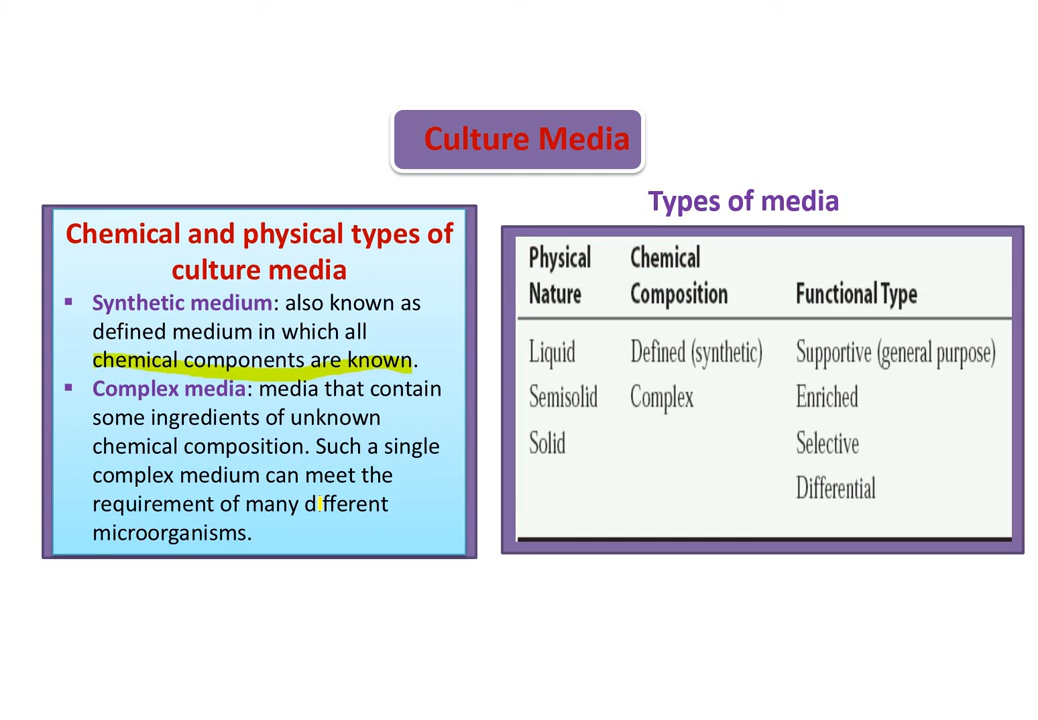 Culture Media
Chemical and physical types of
culture media
▪ Synthetic medium: also known as
defined medium in which all
chemical components are known.
▪ Complex media: media that contain
some ingredients of unknown
chemical composition. Such a single
complex medium can meet the
requirement of many different
microorganisms.
Types of media
Physical Chemical
Nature Composition Functional Type
Liquid Defined (synthetic) Supportive (general purpose)
Semisolid Complex Enriched
Solid Selective
Differential